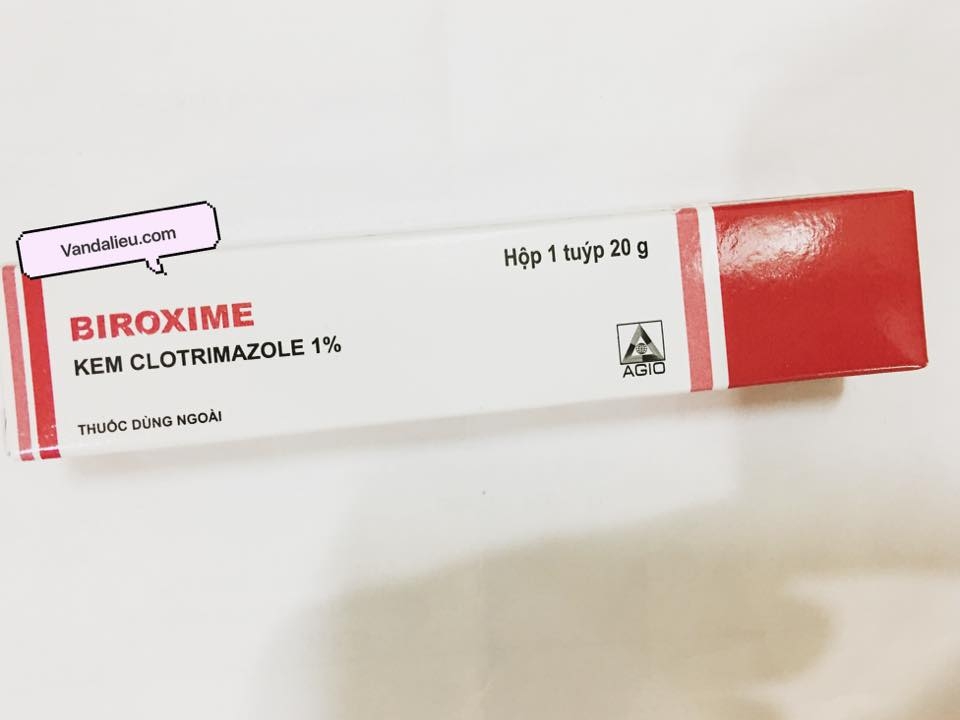 Vandalieu.com
Hộp 1 tuýp 20 g
BIROXIME
KEM CLOTRIMAZOLE 1%
AGIO
THUỐC DÙNG NGOÀI